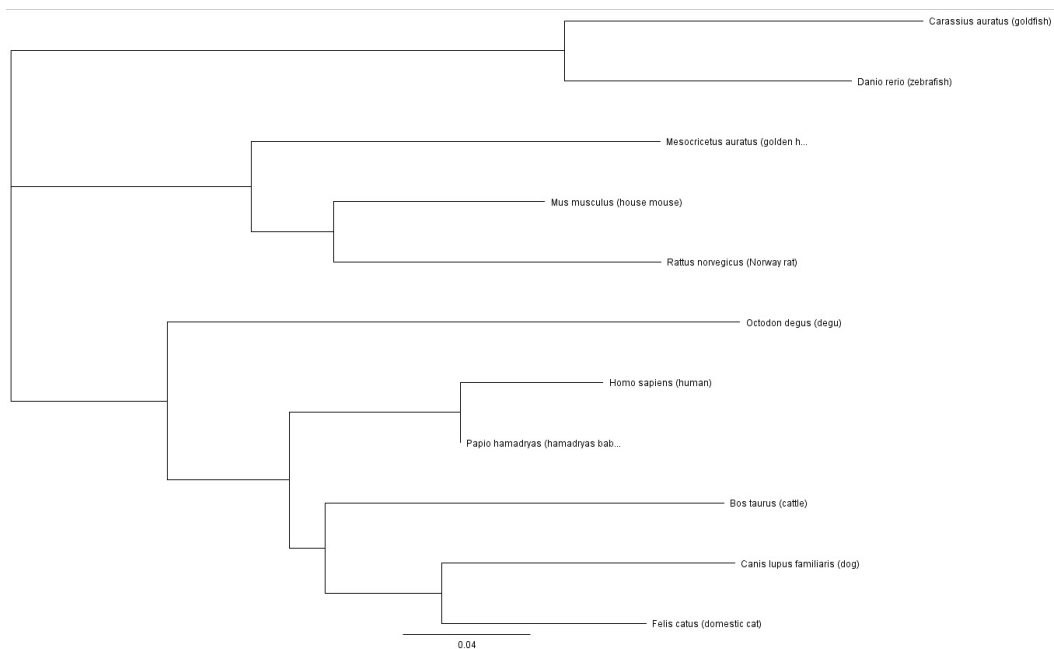 Carassius auratus (goldfish)
Danio rerio (zebrafish)
Mesocricetus auratus (golden h...
Mus musculus (house mouse)
Rattus norvegicus (Norway rat)
Octodon degus (degu)
Homo sapiens (human)
Papio hamadryas (hamadryas bab...
Bos taurus (cattle)
Canis lupus familiaris (dog)
Felis catus (domestic cat)
0.04